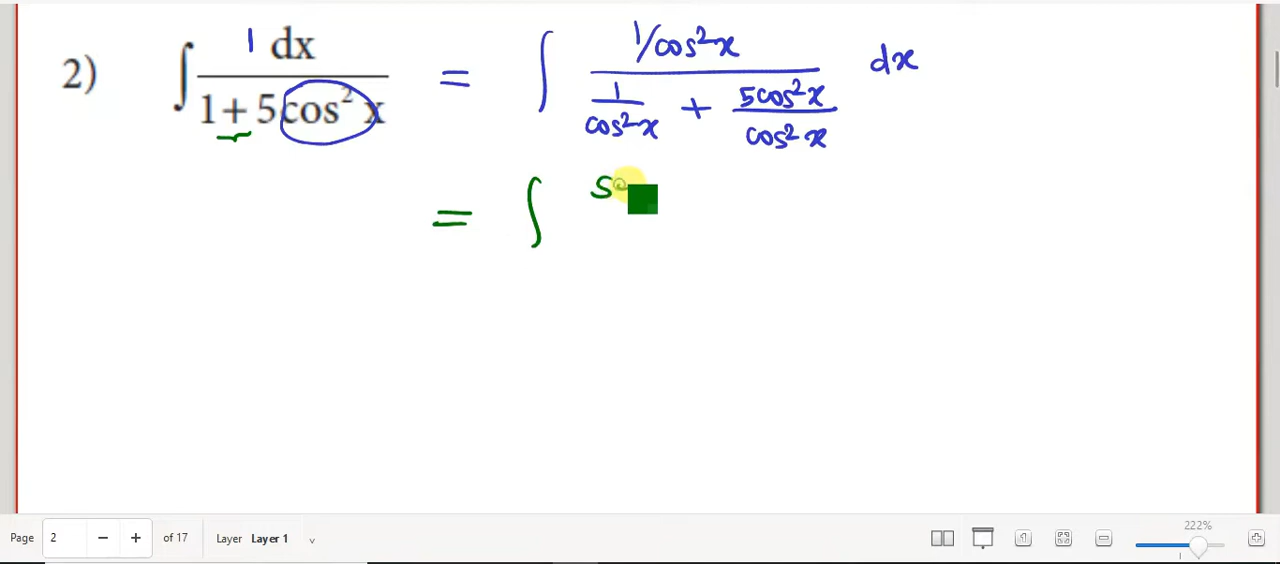 2) ∫ 1 dx / (1 + 5cos² x) = ∫ (1/cos²x) / (1/cos²x + 5cos²x/cos²x) dx
= ∫
Page 2 of 17 Layer Layer 1 222%